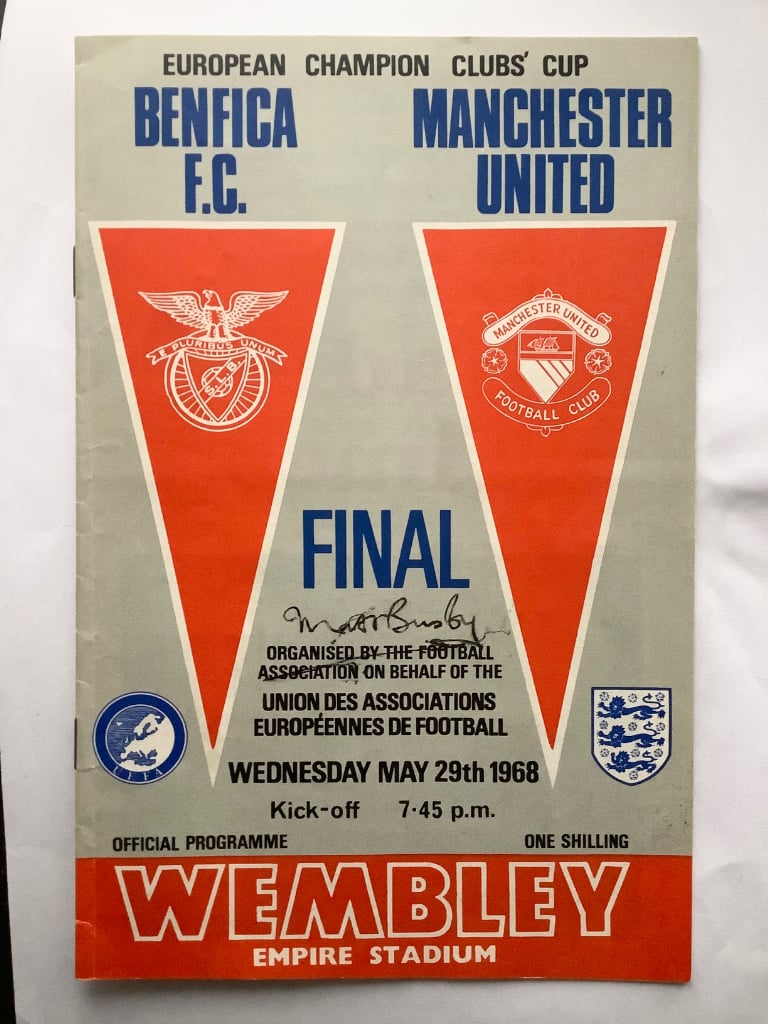 EUROPEAN CHAMPION CLUBS' CUP
BENFICA
F.C.
MANCHESTER
UNITED
E PLURIBUS UNUM
S.L.B.
MANCHESTER UNITED
FOOTBALL CLUB
FINAL
Matt Busby
ORGANISED BY THE FOOTBALL
ASSOCIATION ON BEHALF OF THE
UNION DES ASSOCIATIONS
EUROPÉENNES DE FOOTBALL
UEFA
WEDNESDAY MAY 29th 1968
Kick-off 7·45 p.m.
OFFICIAL PROGRAMME
ONE SHILLING
WEMBLEY
EMPIRE STADIUM